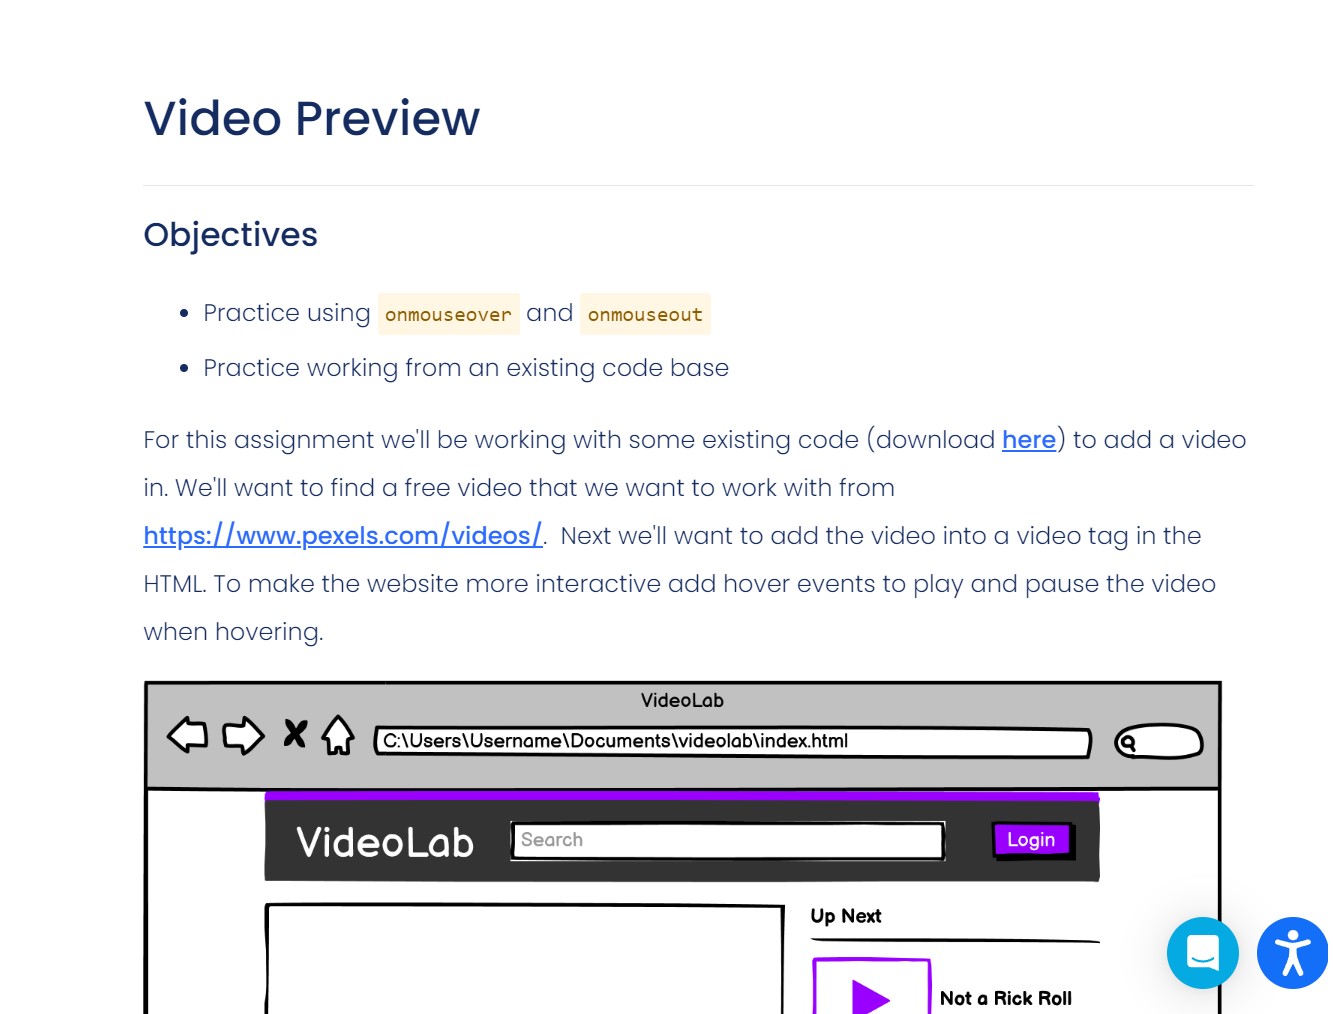 Video Preview
Objectives
Practice using onmouseover and onmouseout
Practice working from an existing code base
For this assignment we'll be working with some existing code (download here) to add a video
in. We'll want to find a free video that we want to work with from
https://www.pexels.com/videos/.  Next we'll want to add the video into a video tag in the
HTML. To make the website more interactive add hover events to play and pause the video
when hovering.
VideoLab
C:\Users\Username\Documents\videolab\index.html
VideoLab
Search
Login
Up Next
Not a Rick Roll